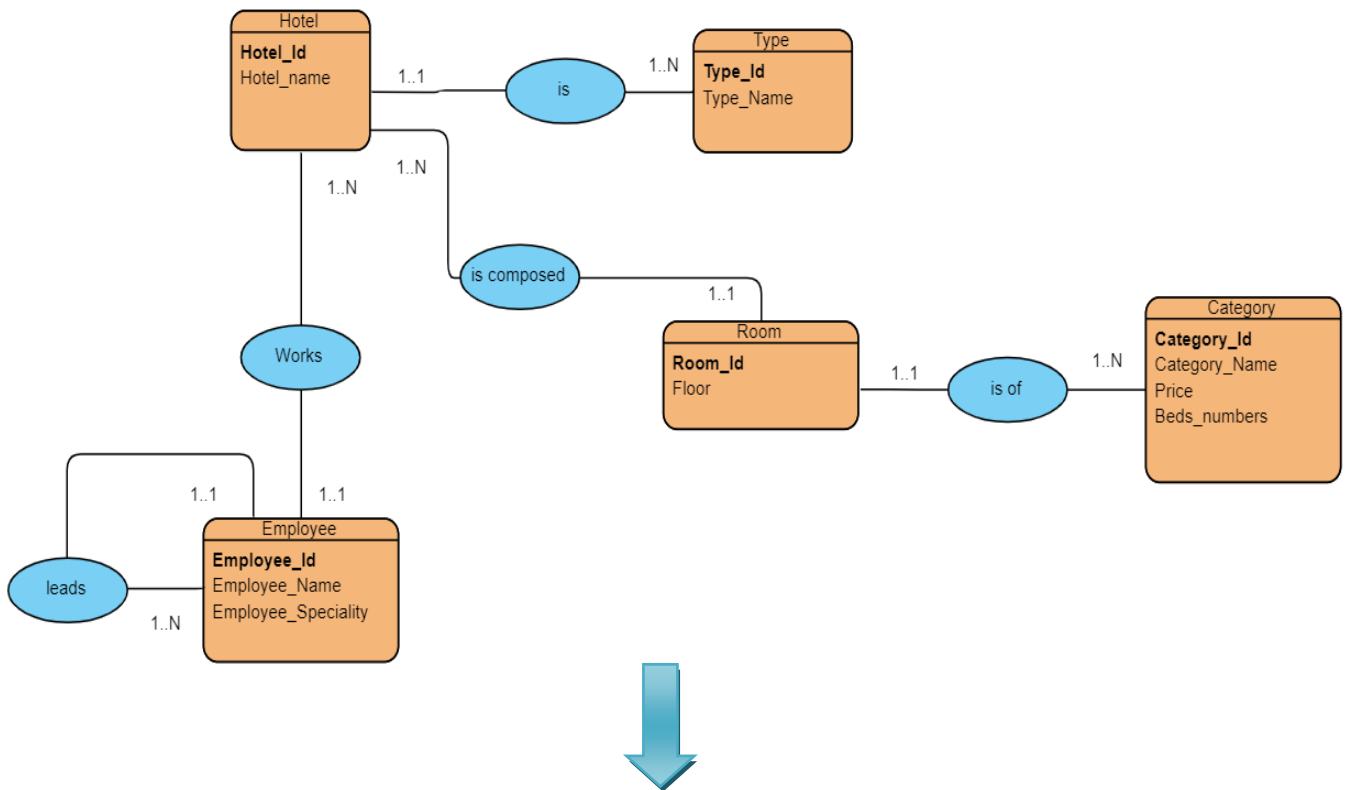 Hotel
Hotel_Id
Hotel_name
1..1
is
1..N
Type
Type_Id
Type_Name
1..N
1..N
is composed
1..1
Room
Room_Id
Floor
1..1
is of
1..N
Category
Category_Id
Category_Name
Price
Beds_numbers
Works
1..1
1..1
leads
1..N
Employee
Employee_Id
Employee_Name
Employee_Speciality